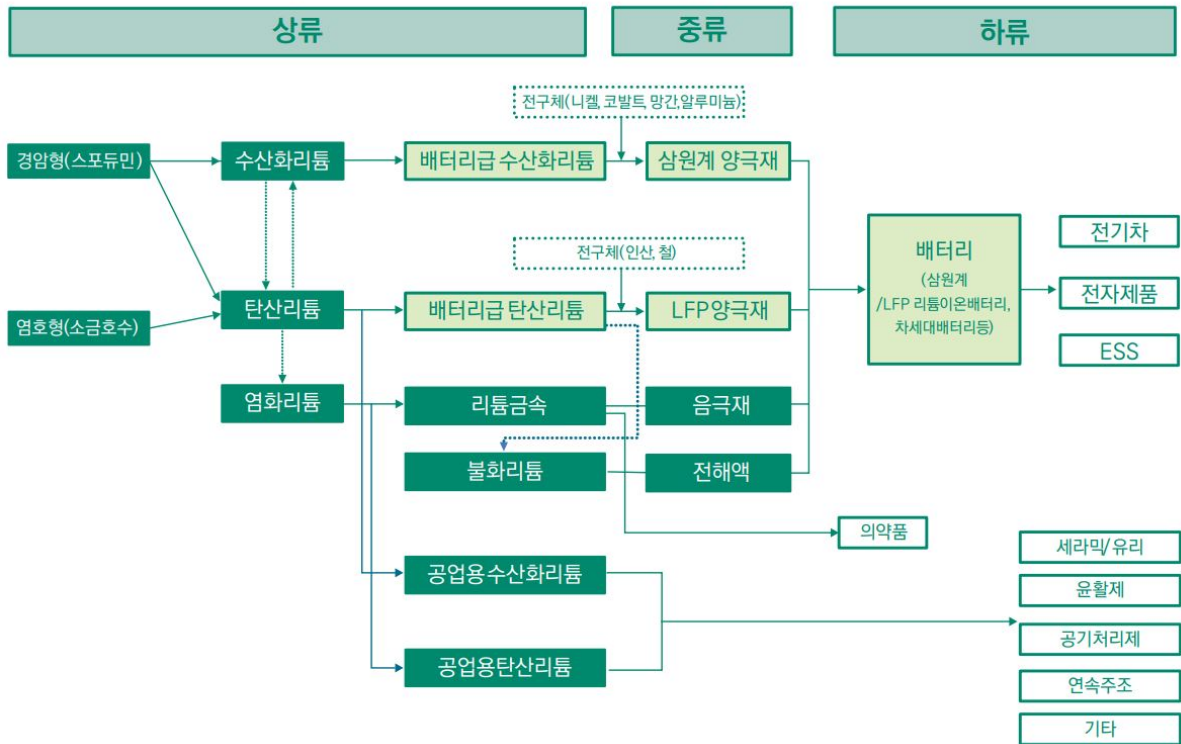 상류
중류
하류
전구체(니켈, 코발트, 망간,알루미늄)
경암형(스포듀민)
수산화리튬
배터리급 수산화리튬
삼원계 양극재
전구체(인산, 철)
염호형(소금호수)
탄산리튬
배터리급 탄산리튬
LFP양극재
배터리
(삼원계
/LFP 리튬이온배터리,
차세대배터리등)
전기차
전자제품
ESS
염화리튬
리튬금속
음극재
불화리튬
전해액
의약품
공업용수산화리튬
공업용탄산리튬
세라믹/유리
윤활제
공기처리제
연속주조
기타